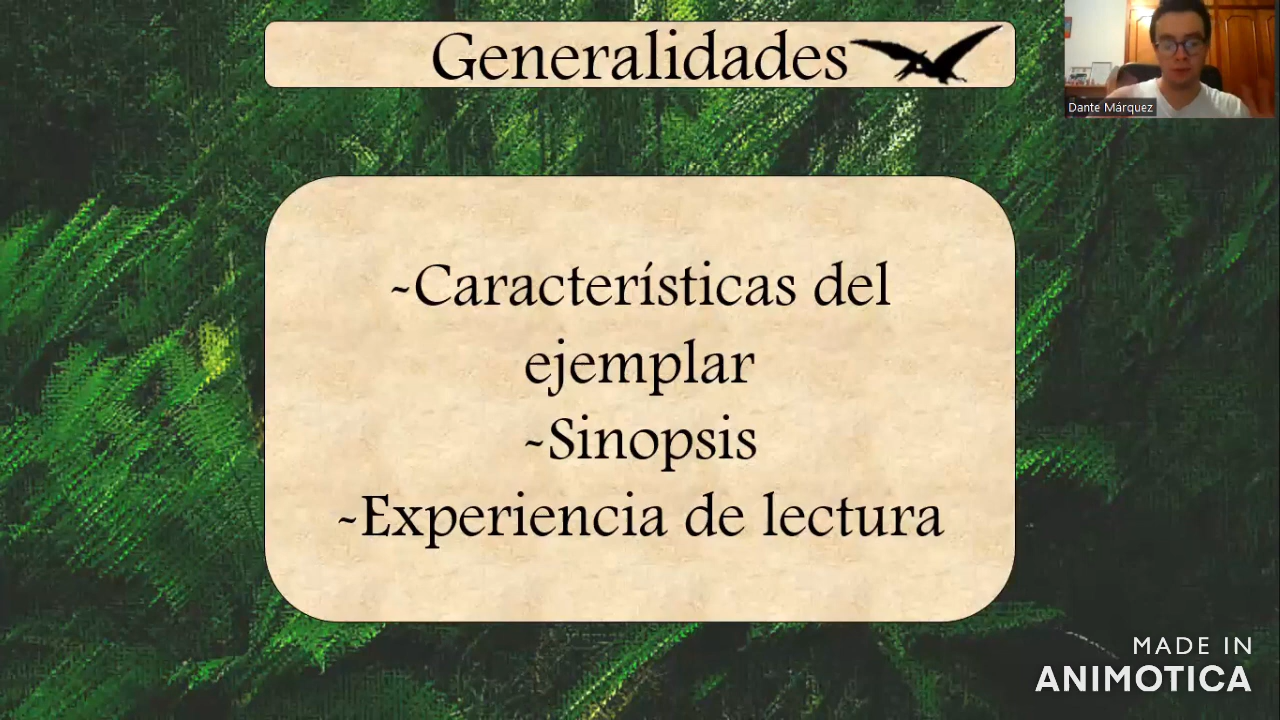 Generalidades
Dante Márquez
-Características del
ejemplar
-Sinopsis
-Experiencia de lectura
MADE IN
ANIMOTICA